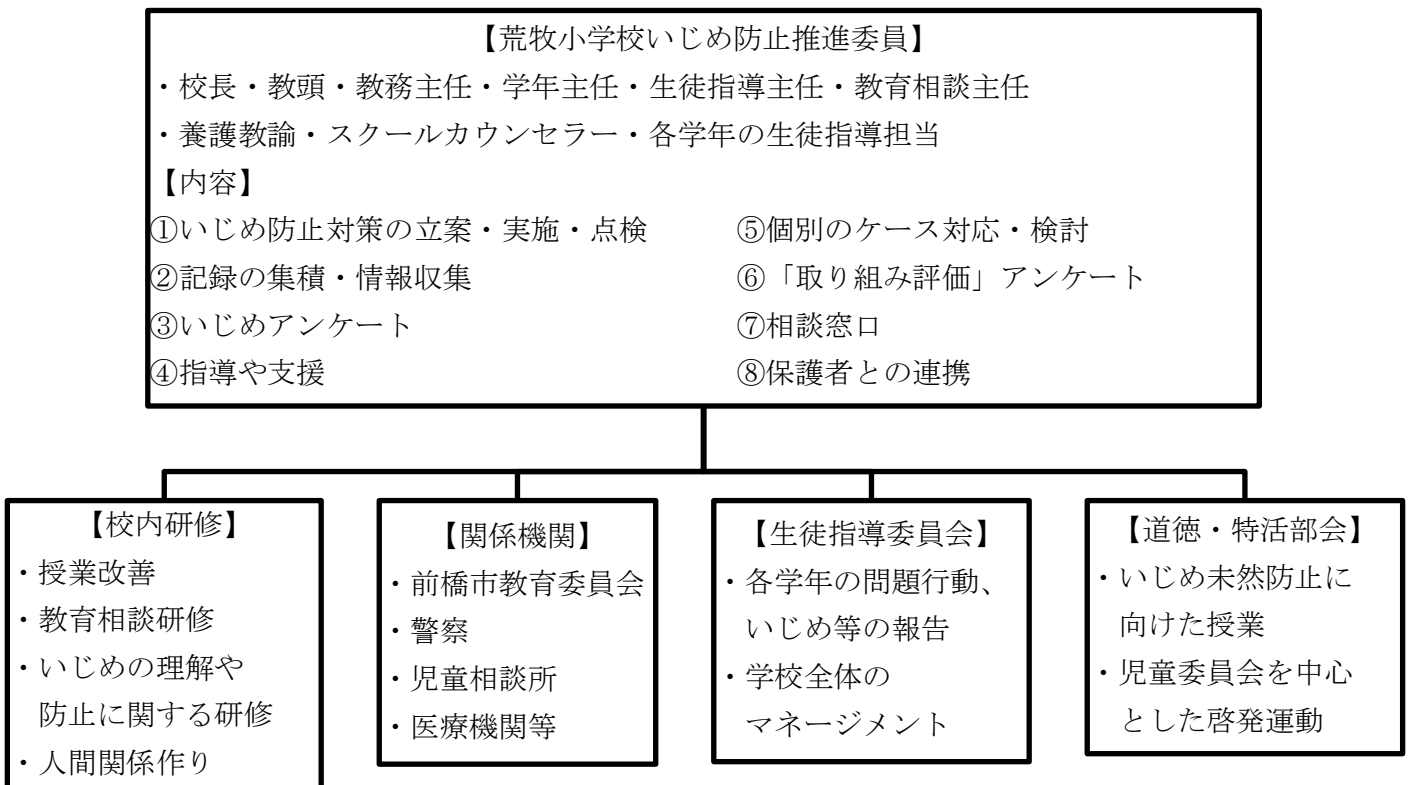 【荒牧小学校いじめ防止推進委員】
・校長・教頭・教務主任・学年主任・生徒指導主任・教育相談主任
・養護教諭・スクールカウンセラー・各学年の生徒指導担当
【内容】
①いじめ防止対策の立案・実施・点検
②記録の集積・情報収集
③いじめアンケート
④指導や支援
⑤個別のケース対応・検討
⑥「取り組み評価」アンケート
⑦相談窓口
⑧保護者との連携
【校内研修】
・授業改善
・教育相談研修
・いじめの理解や
防止に関する研修
・人間関係作り
【関係機関】
・前橋市教育委員会
・警察
・児童相談所
・医療機関等
【生徒指導委員会】
・各学年の問題行動、
いじめ等の報告
・学校全体の
マネージメント
【道徳・特活部会】
・いじめ未然防止に
向けた授業
・児童委員会を中心
とした啓発運動